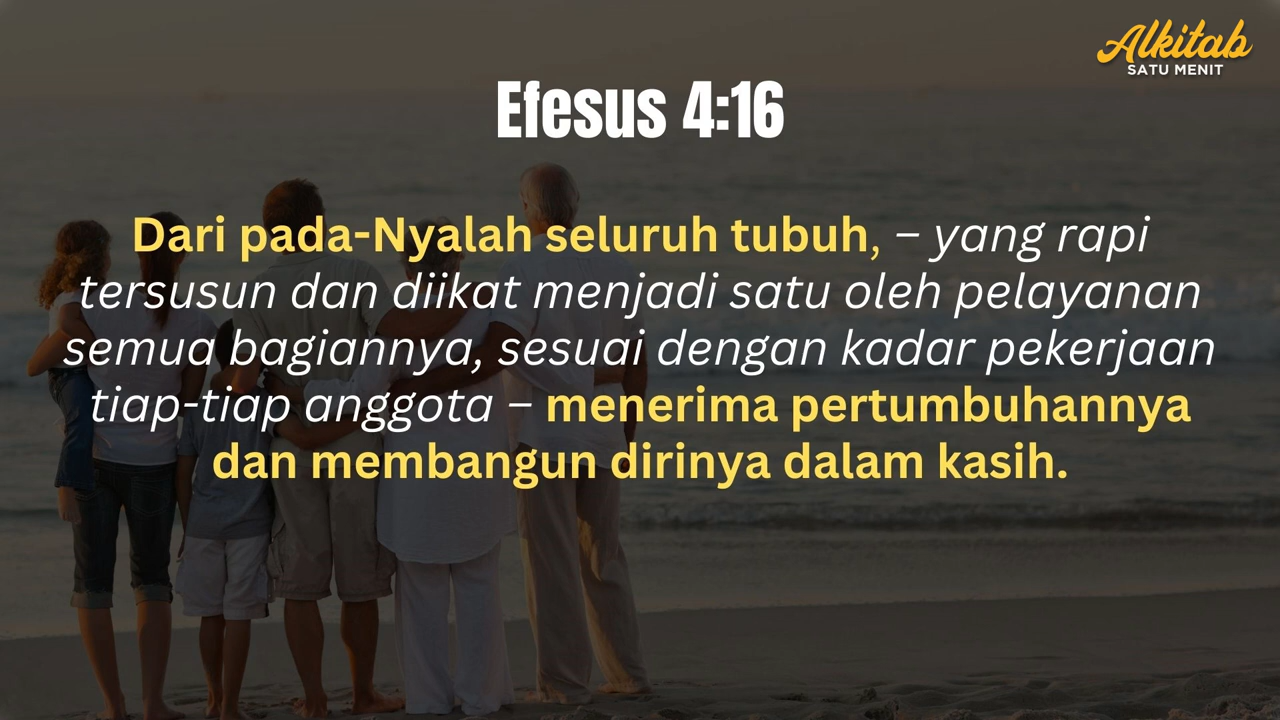 Alkitab
SATU MENIT
Efesus 4:16
Dari pada-Nyalah seluruh tubuh, – yang rapi
tersusun dan diikat menjadi satu oleh pelayanan
semua bagiannya, sesuai dengan kadar pekerjaan
tiap-tiap anggota – menerima pertumbuhannya
dan membangun dirinya dalam kasih.